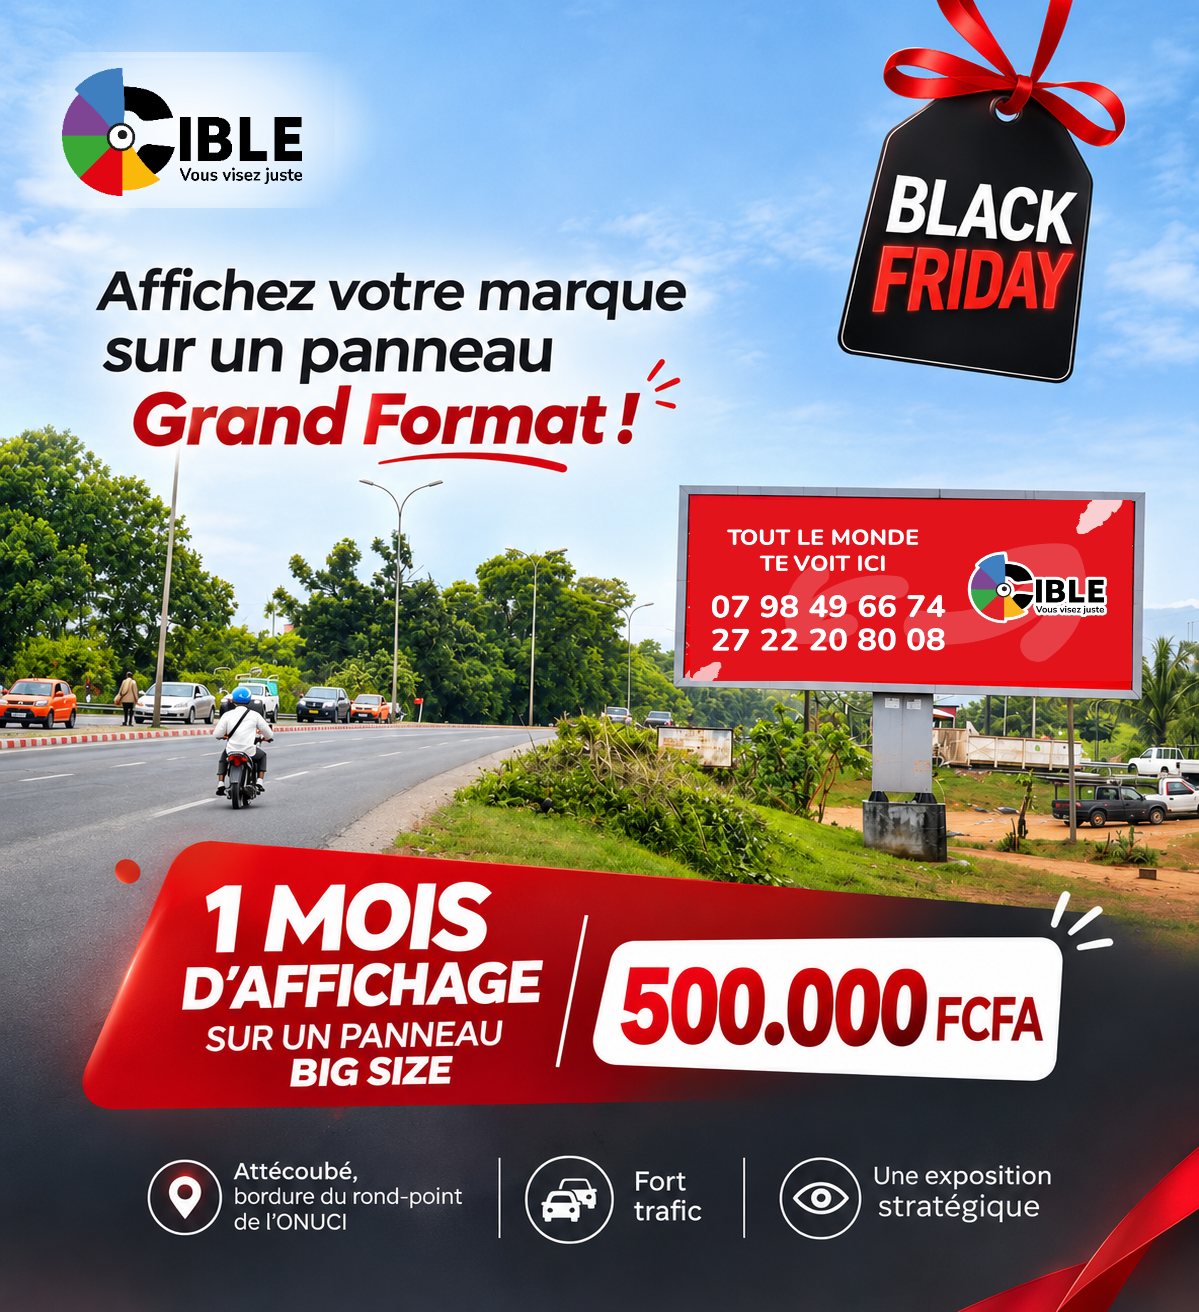 CIBLE
Vous visez juste
BLACK
FRIDAY
Affichez votre marque
sur un panneau
Grand Format !
TOUT LE MONDE
TE VOIT ICI
07 98 49 66 74
27 22 20 80 08
CIBLE
Vous visez juste
1 MOIS
D'AFFICHAGE
SUR UN PANNEAU
BIG SIZE
500.000 FCFA
Attécoubé,
bordure du rond-point
de l'ONUCI
Fort
trafic
Une exposition
stratégique